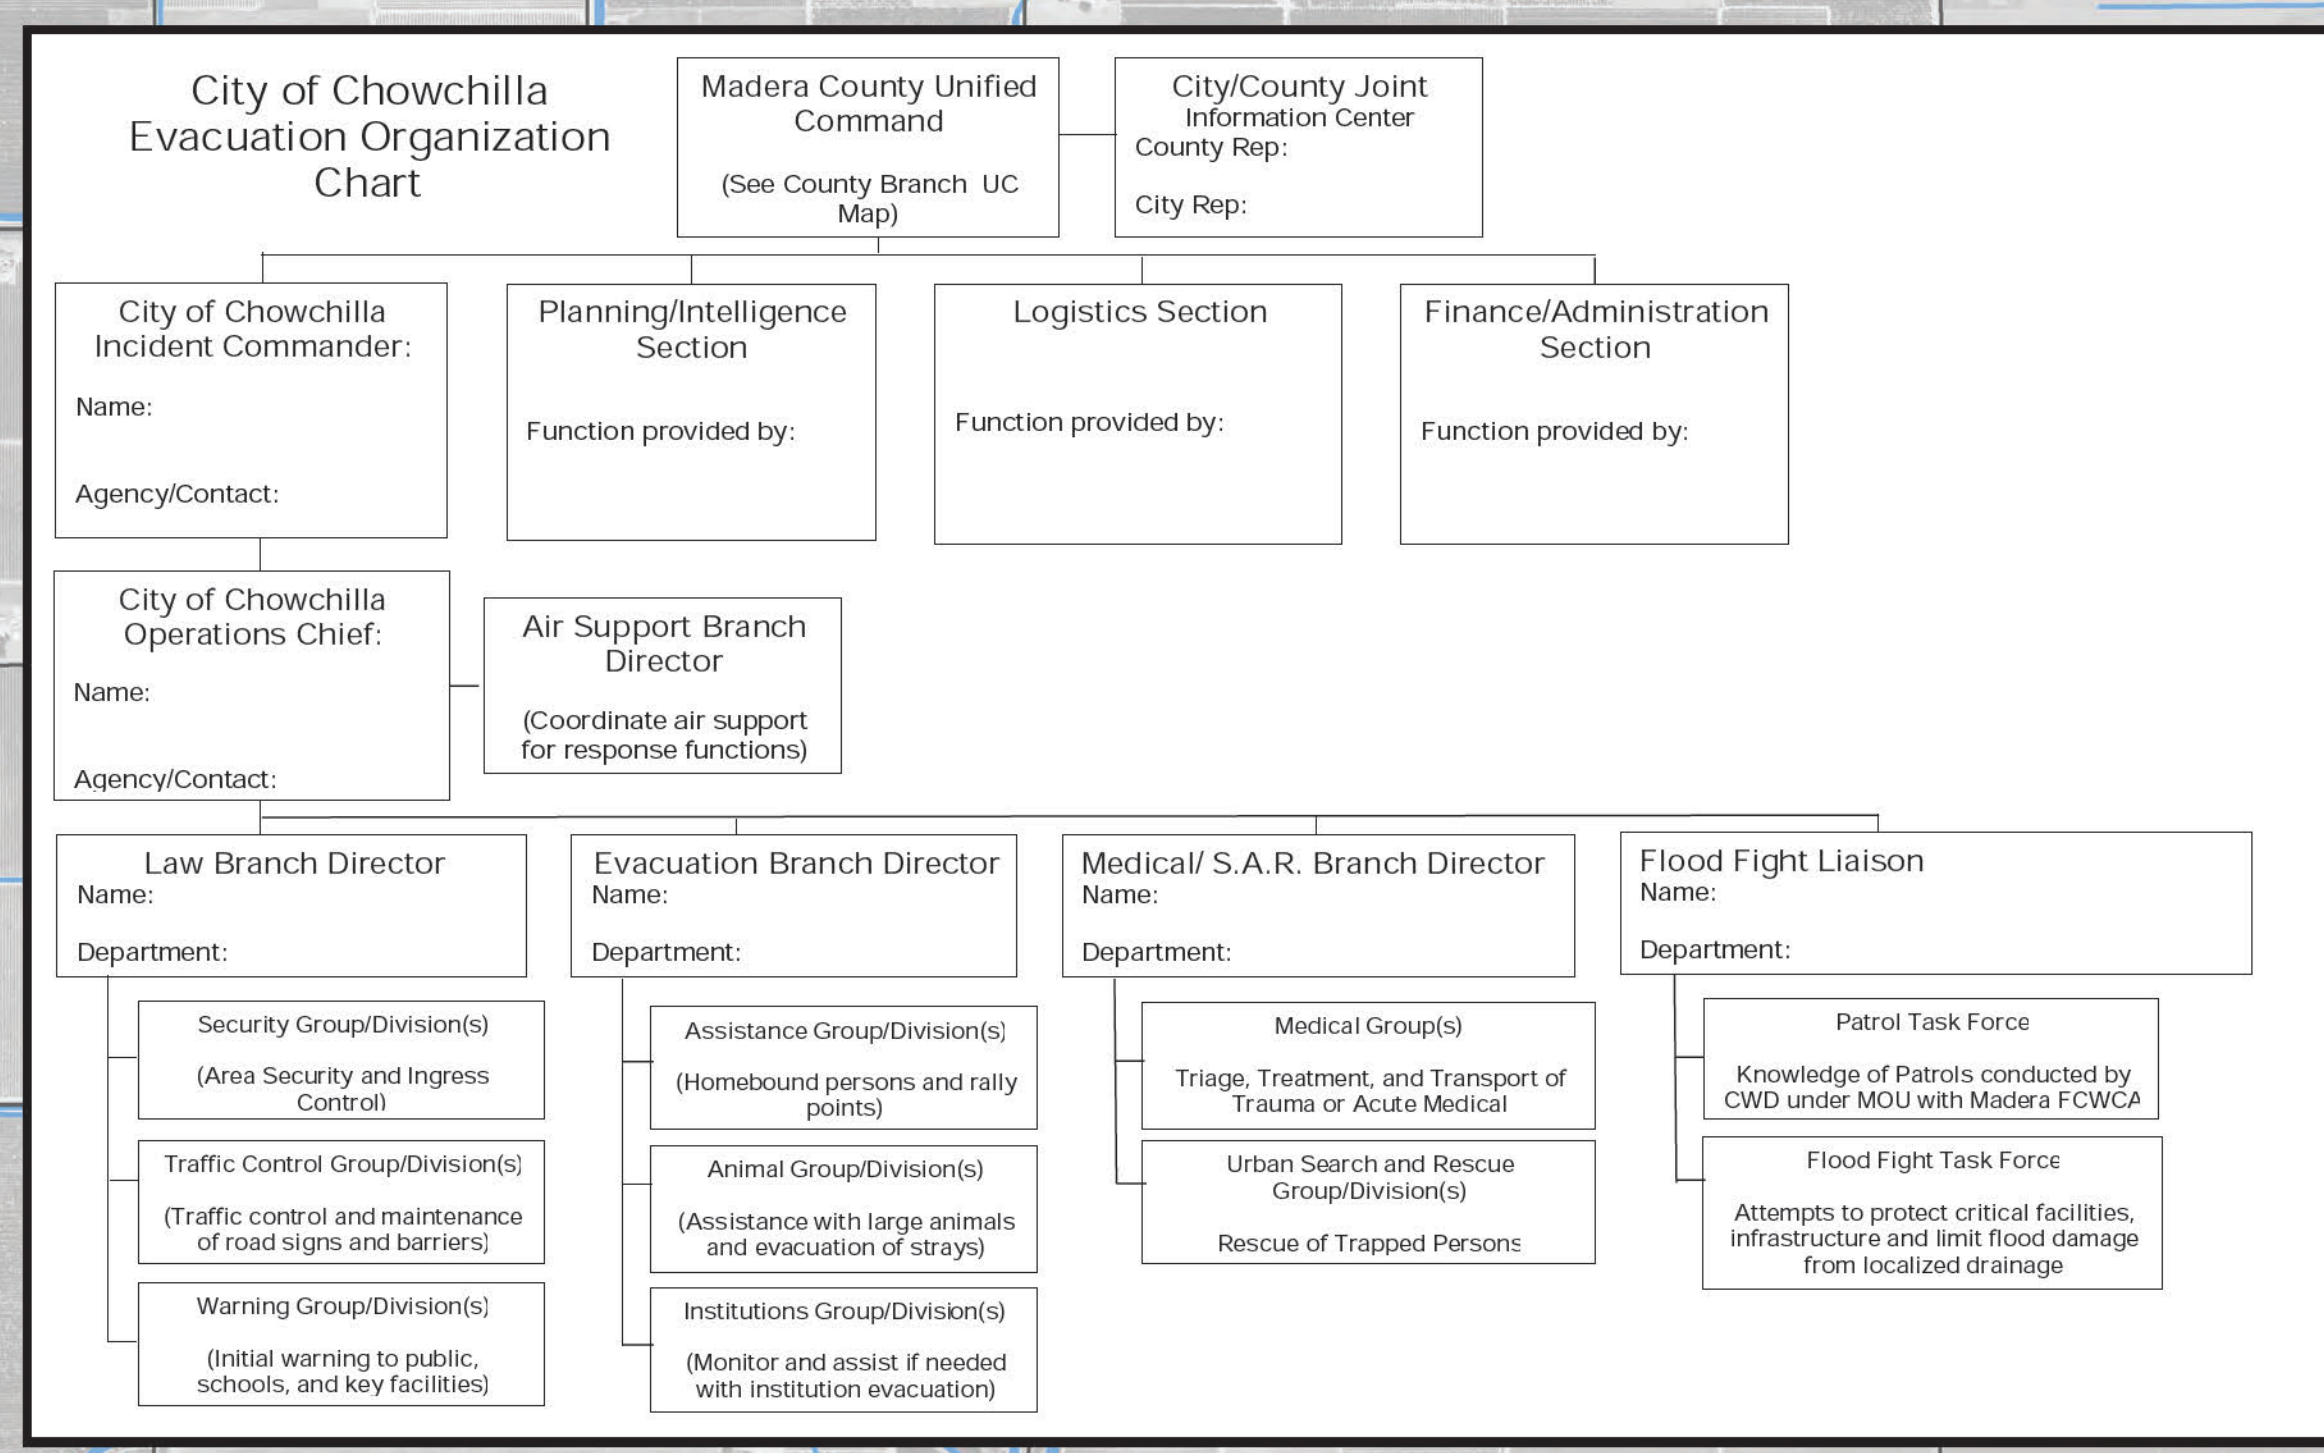 City of Chowchilla
Evacuation Organization
Chart
Madera County Unified
Command
(See County Branch UC
Map)
City/County Joint
Information Center
County Rep:
City Rep:
City of Chowchilla
Incident Commander:
Name:
Agency/Contact:
Planning/Intelligence
Section
Function provided by:
Logistics Section
Function provided by:
Finance/Administration
Section
Function provided by:
City of Chowchilla
Operations Chief:
Name:
Agency/Contact:
Air Support Branch
Director
(Coordinate air support
for response functions)
Law Branch Director
Name:
Department:
Evacuation Branch Director
Name:
Department:
Medical/ S.A.R. Branch Director
Name:
Department:
Flood Fight Liaison
Name:
Department:
Security Group/Division(s)
(Area Security and Ingress
Control)
Traffic Control Group/Division(s)
(Traffic control and maintenance
of road signs and barriers)
Warning Group/Division(s)
(Initial warning to public,
schools, and key facilities)
Assistance Group/Division(s)
(Homebound persons and rally
points)
Animal Group/Division(s)
(Assistance with large animals
and evacuation of strays)
Institutions Group/Division(s)
(Monitor and assist if needed
with institution evacuation)
Medical Group(s)
Triage, Treatment, and Transport of
Trauma or Acute Medical
Urban Search and Rescue
Group/Division(s)
Rescue of Trapped Persons
Patrol Task Force
Knowledge of Patrols conducted by
CWD under MOU with Madera FCWCA
Flood Fight Task Force
Attempts to protect critical facilities,
infrastructure and limit flood damage
from localized drainage